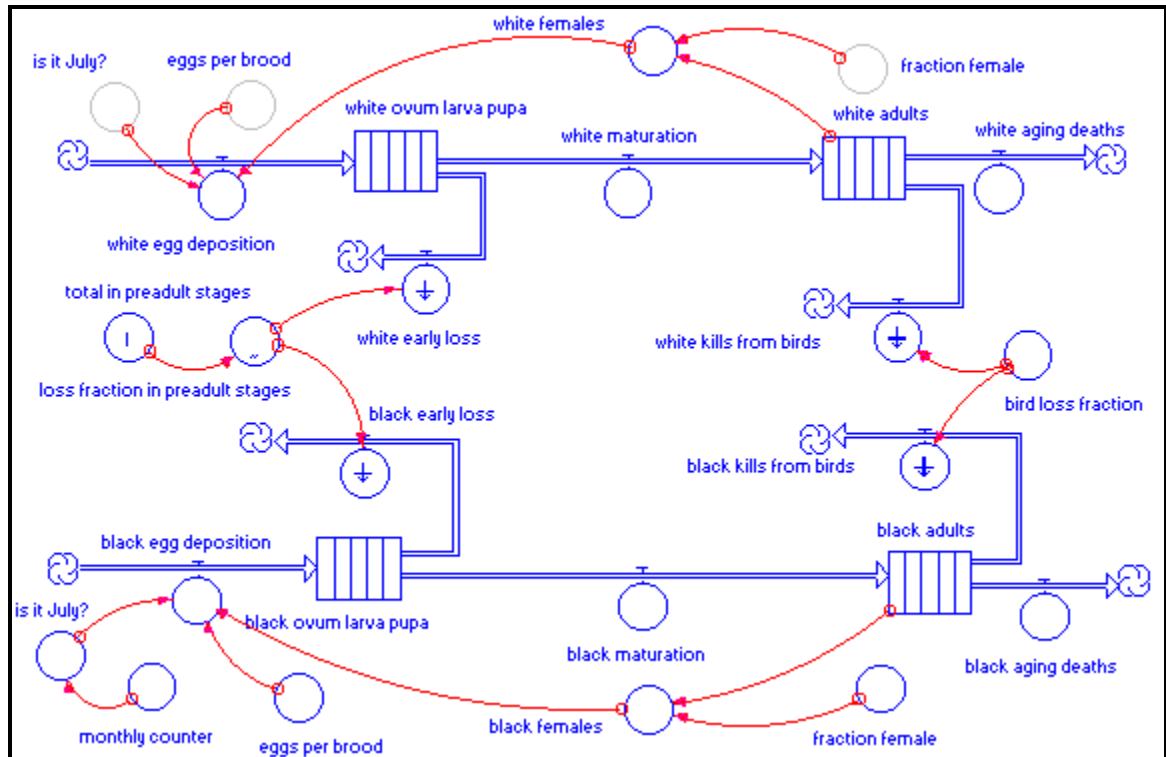 white females
is it July?
eggs per brood
fraction female
white ovum larva pupa
white adults
white maturation
white aging deaths
white egg deposition
total in preadult stages
white early loss
white kills from birds
loss fraction in preadult stages
bird loss fraction
black early loss
black kills from birds
black adults
black egg deposition
is it July?
black ovum larva pupa
black maturation
black aging deaths
black females
monthly counter
eggs per brood
fraction female